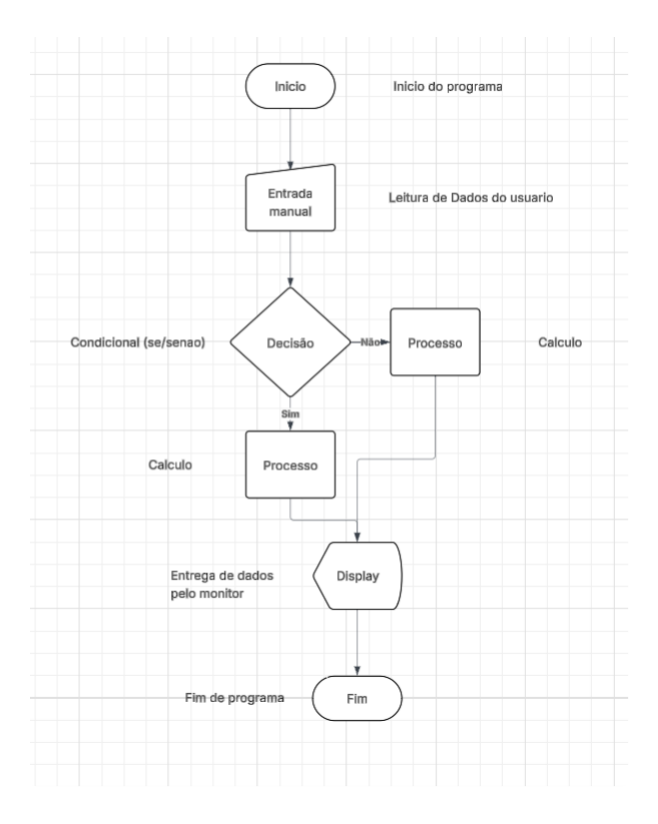 Inicio
Inicio do programa
Entrada
manual
Leitura de Dados do usuario
Condicional (se/senao)
Decisão
Não
Processo
Calculo
Sim
Calculo
Processo
Entrega de dados
pelo monitor
Display
Fim de programa
Fim